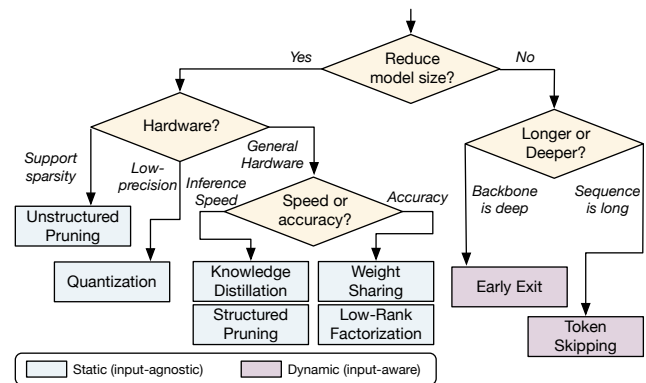 Yes
Reduce
model size?
No
Hardware?
Longer or
Deeper?
Support
sparsity
Low-
precision
General
Hardware
Inference
Speed
Speed or
accuracy?
Accuracy
Backbone
is deep
Sequence
is long
Unstructured
Pruning
Quantization
Knowledge
Distillation
Structured
Pruning
Weight
Sharing
Low-Rank
Factorization
Early Exit
Token
Skipping
Static (input-agnostic)
Dynamic (input-aware)